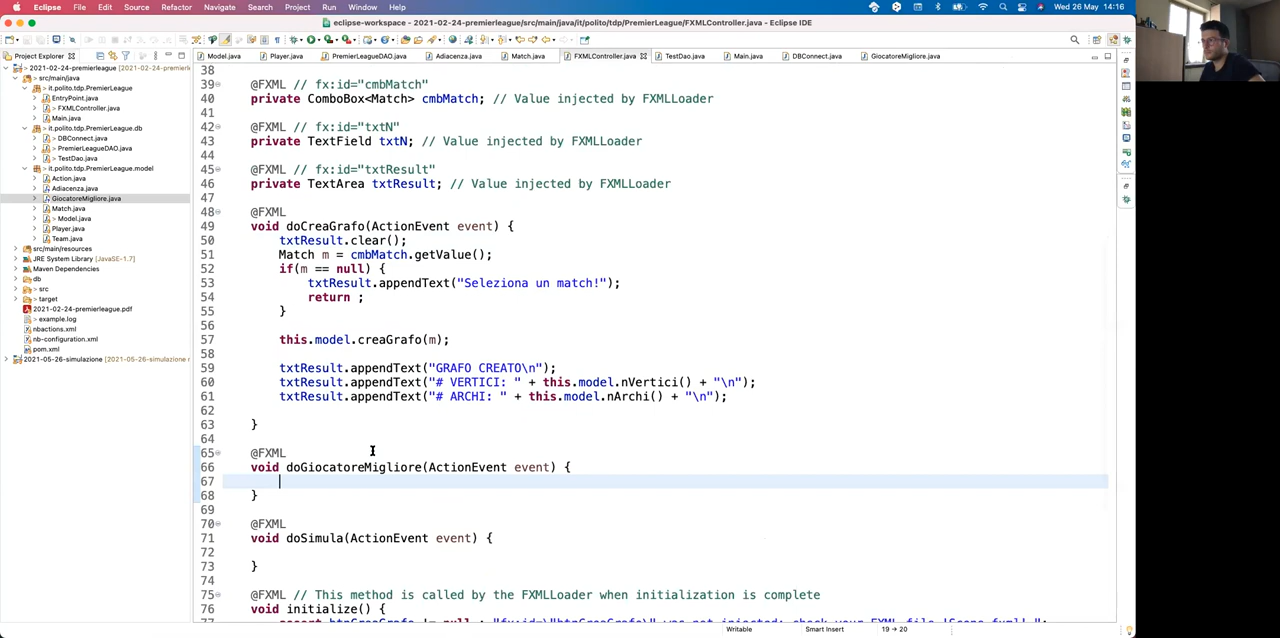 Eclipse File Edit Source Refactor Navigate Search Project Run Window Help Wed 26 May 14:16
eclipse-workspace - 2021-02-24-premierleague/src/main/java/it/polito/tdp/PremierLeague/FXMLController.java - Eclipse IDE
Project Explorer
2021-02-24-premierleague
src/main/java
it.polito.tdp.PremierLeague
EntryPoint.java
> FXMLController.java
Main.java
it.polito.tdp.PremierLeague.db
> DBConnect.java
> PremierLeagueDAO.java
> TestDao.java
> it.polito.tdp.PremierLeague.model
Action.java
Adiacenza.java
GiocatoreMigliore.java
Match.java
> Model.java
Player.java
Team.java
src/main/resources
JRE System Library [JavaSE-1.7]
Maven Dependencies
db
> src
> target
2021-02-24-premierleague.pdf
> example.log
nbactions.xml
nb-configuration.xml
pom.xml
2021-05-26-simulazione
Model.java Player.java PremierLeagueDAO.java Adiacenza.java Match.java FXMLController.java TestDao.java Main.java DBConnect.java GiocatoreMigliore.java
38
39 @FXML // fx:id="cmbMatch"
40 private ComboBox<Match> cmbMatch; // Value injected by FXMLLoader
41
42 @FXML // fx:id="txtN"
43 private TextField txtN; // Value injected by FXMLLoader
44
45 @FXML // fx:id="txtResult"
46 private TextArea txtResult; // Value injected by FXMLLoader
47
48 @FXML
49 void doCreaGrafo(ActionEvent event) {
50 txtResult.clear();
51 Match m = cmbMatch.getValue();
52 if(m == null) {
53 txtResult.appendText("Seleziona un match!");
54 return ;
55 }
56
57 this.model.creaGrafo(m);
58
59 txtResult.appendText("GRAFO CREATO\n");
60 txtResult.appendText("# VERTICI: " + this.model.nVertici() + "\n");
61 txtResult.appendText("# ARCHI: " + this.model.nArchi() + "\n");
62
63 }
64
65 @FXML
66 void doGiocatoreMigliore(ActionEvent event) {
67
68 }
69
70 @FXML
71 void doSimula(ActionEvent event) {
72
73 }
74
75 @FXML // This method is called by the FXMLLoader when initialization is complete
76 void initialize() {
Writable Smart Insert 19 : 20